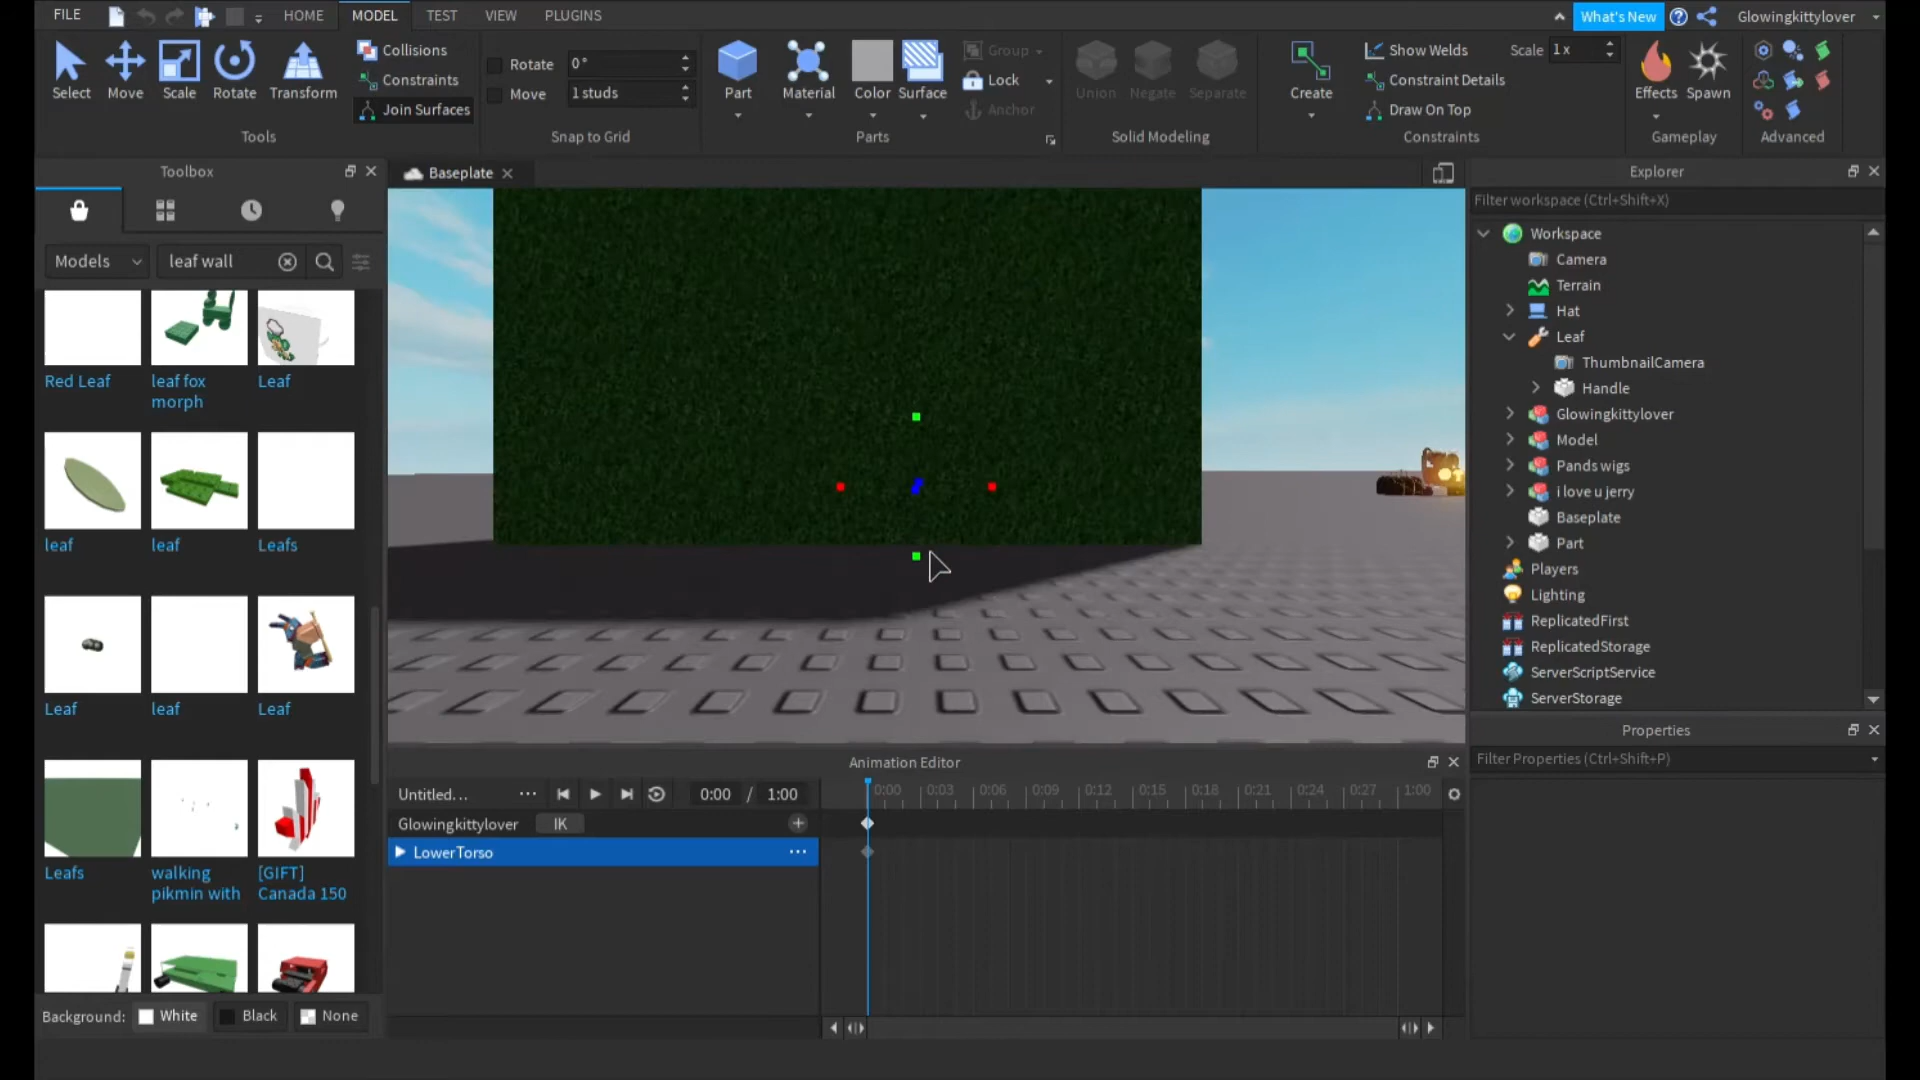 FILE
HOME
MODEL
TEST
VIEW
PLUGINS
What's New
Glowingkittylover
Select
Move
Scale
Rotate
Transform
Collisions
Constraints
Join Surfaces
Tools
Rotate
0°
Move
1 studs
Snap to Grid
Part
Material
Color
Surface
Group
Lock
Anchor
Parts
Union
Negate
Separate
Solid Modeling
Create
Show Welds
Scale
1 x
Constraint Details
Draw On Top
Constraints
Effects
Spawn
Gameplay
Advanced
Toolbox
Models
leaf wall
Red Leaf
leaf fox
morph
Leaf
leaf
leaf
Leafs
Leaf
leaf
Leaf
Leafs
walking
pikmin with
[GIFT]
Canada 150
Background:
White
Black
None
Baseplate
Animation Editor
Untitled...
0:00 / 1:00
0:00
0:03
0:06
0:09
0:12
0:15
0:18
0:21
0:24
0:27
1:00
Glowingkittylover
IK
LowerTorso
Explorer
Filter workspace (Ctrl+Shift+X)
Workspace
Camera
Terrain
Hat
Leaf
ThumbnailCamera
Handle
Glowingkittylover
Model
Pands wigs
i love u jerry
Baseplate
Part
Players
Lighting
ReplicatedFirst
ReplicatedStorage
ServerScriptService
ServerStorage
Properties
Filter Properties (Ctrl+Shift+P)